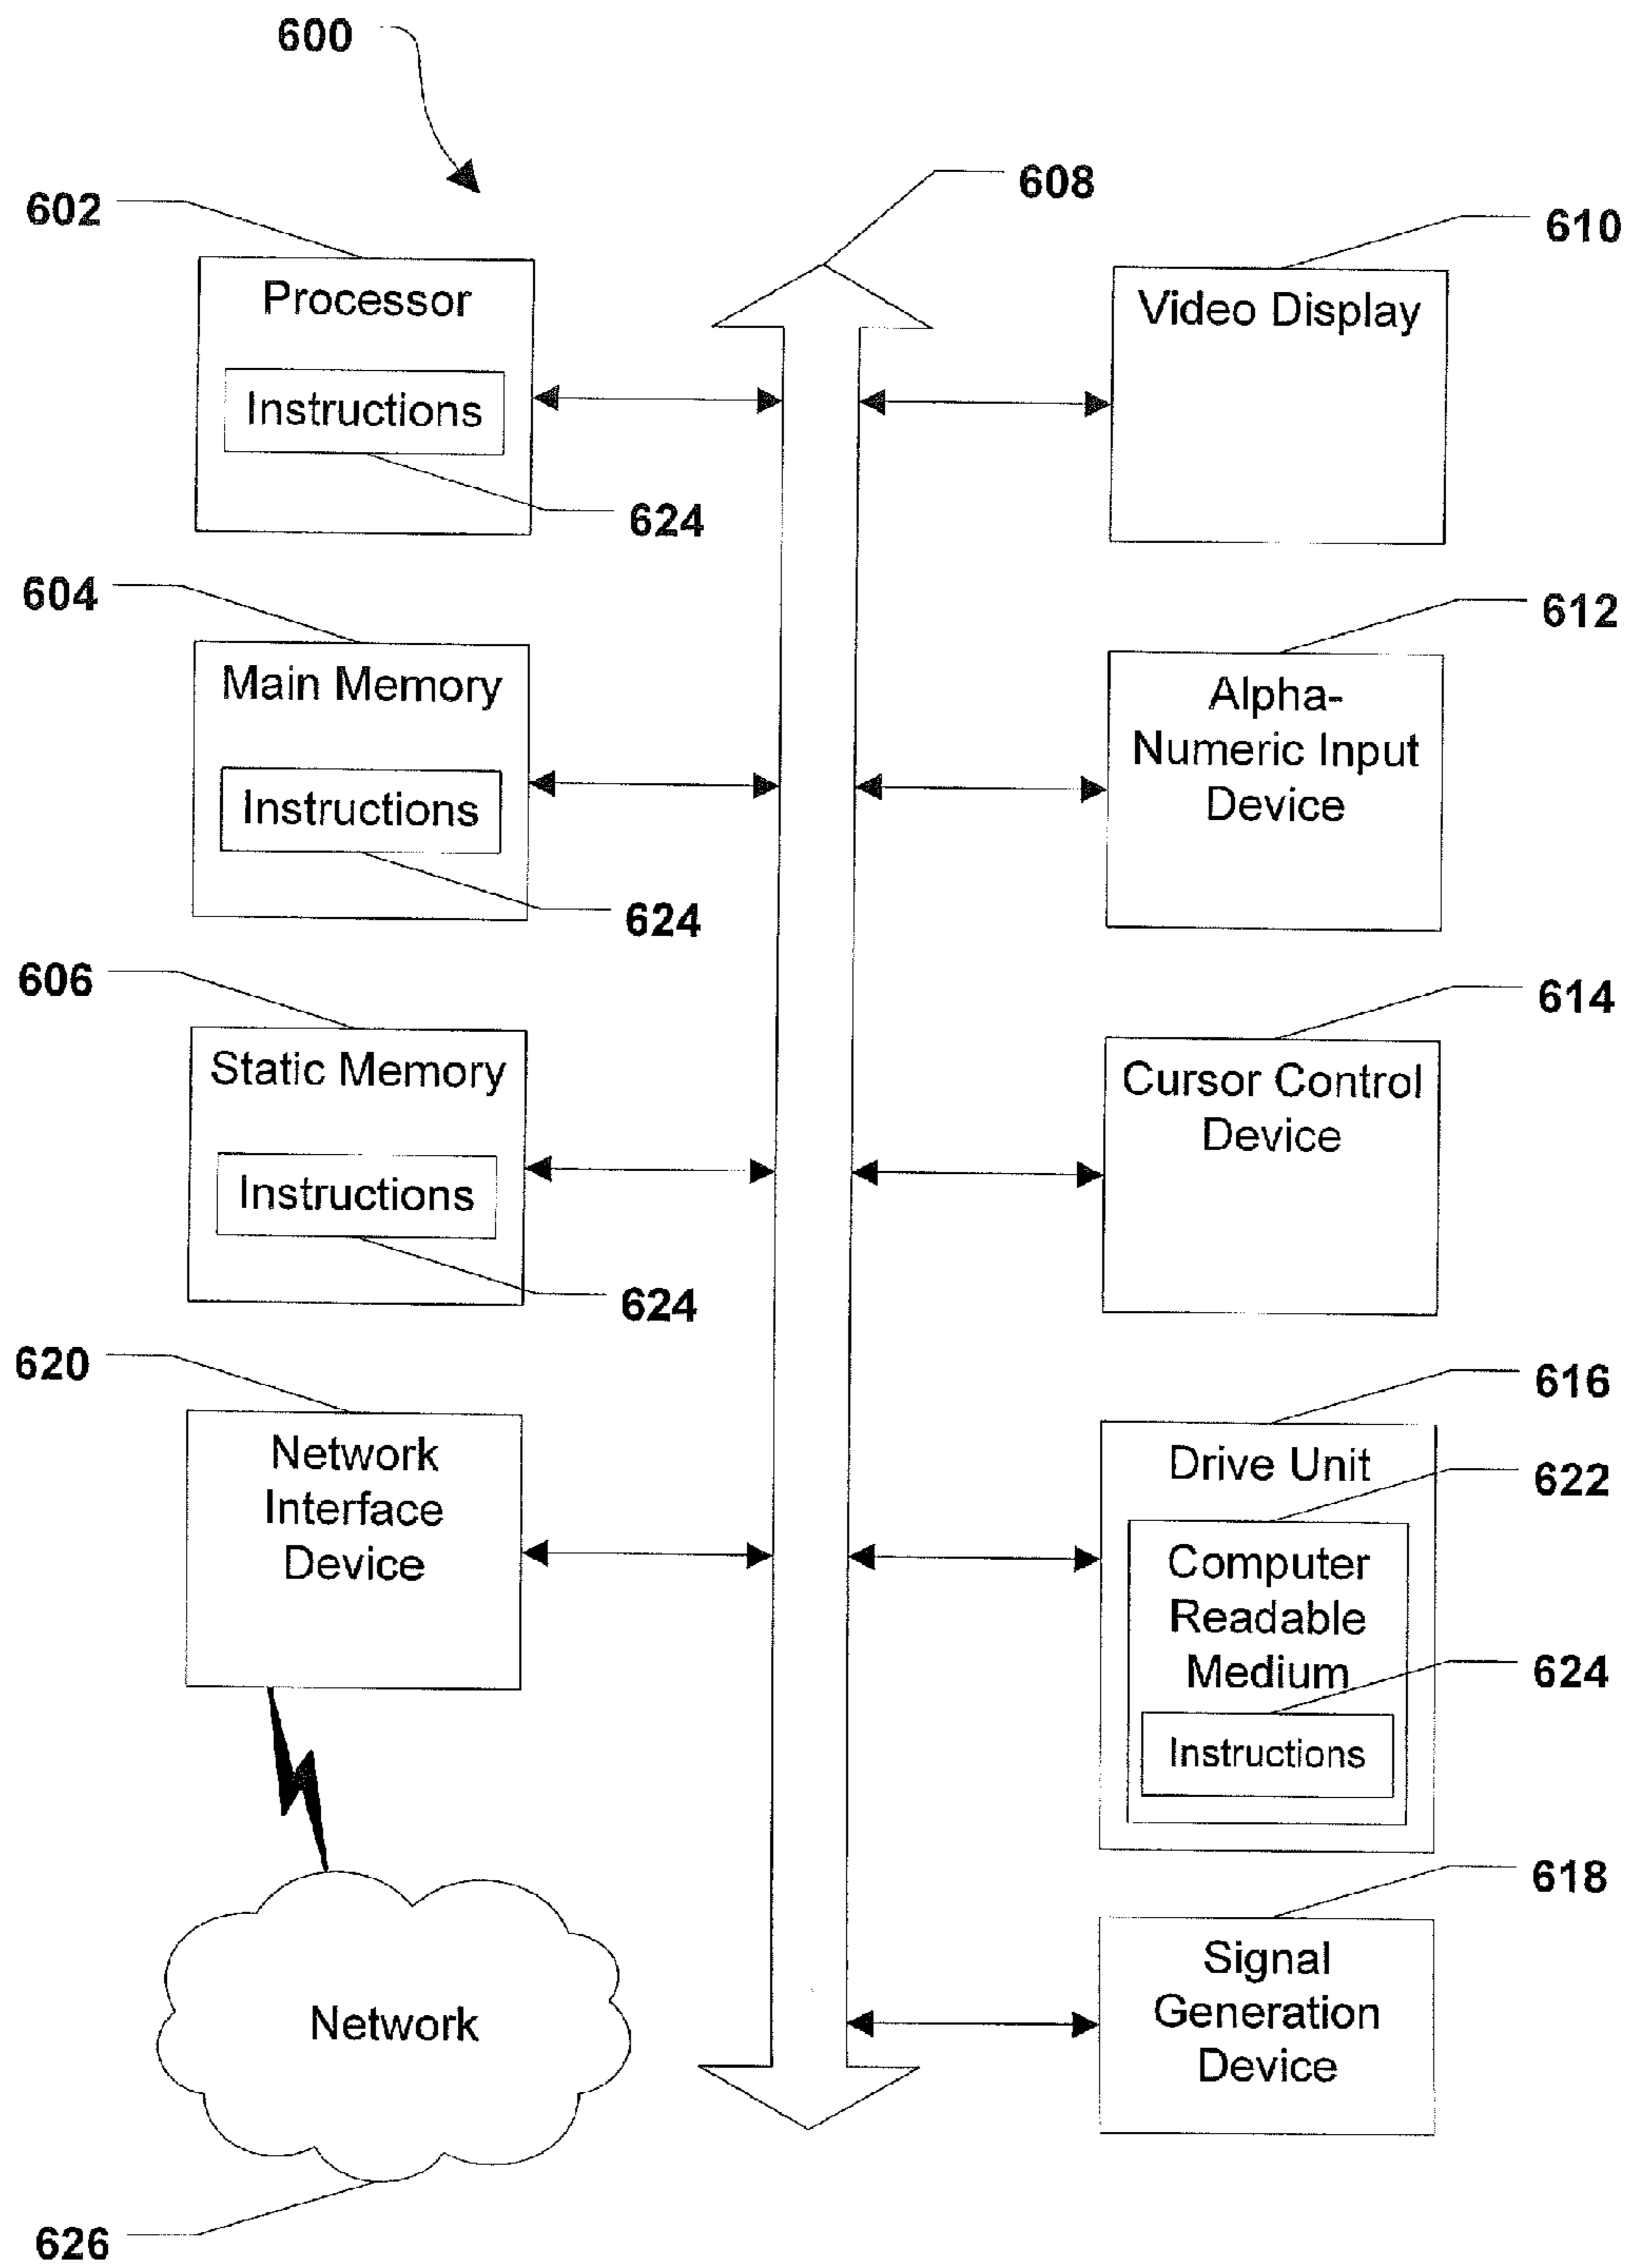 600
608
602
610
Processor
Video Display
Instructions
624
604
612
Main Memory
Alpha-
Numeric Input
Device
Instructions
624
606
614
Static Memory
Cursor Control
Device
Instructions
624
620
616
Network
Interface
Device
Drive Unit
622
Computer
Readable
Medium
624
Instructions
618
Network
Signal
Generation
Device
626